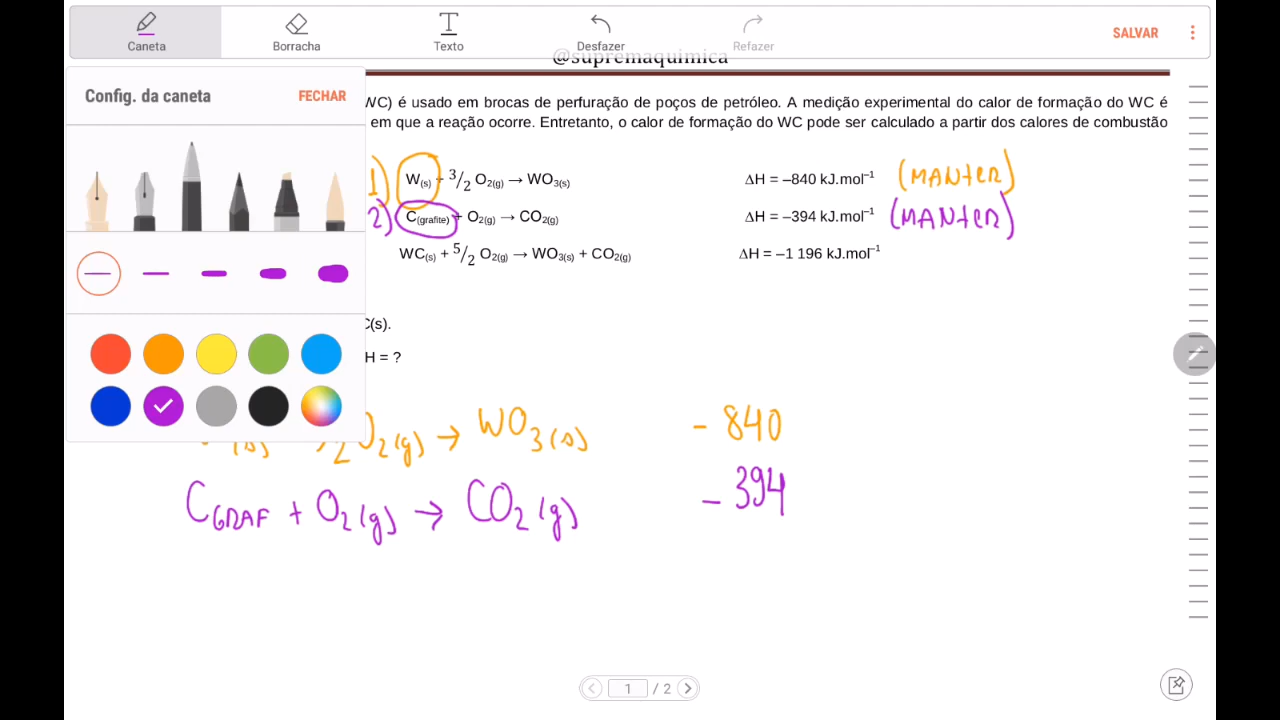 Caneta Borracha Texto Desfazer Refazer SALVAR
@supremaquimica
Config. da caneta FECHAR
WC) é usado em brocas de perfuração de poços de petróleo. A medição experimental do calor de formação do WC é
em que a reação ocorre. Entretanto, o calor de formação do WC pode ser calculado a partir dos calores de combustão
1) W(s) + 3/2 O2(g) → WO3(s) ΔH = –840 kJ.mol–1 (MANTER)
2) C(grafite) + O2(g) → CO2(g) ΔH = –394 kJ.mol–1 (MANTER)
WC(s) + 5/2 O2(g) → WO3(s) + CO2(g) ΔH = –1 196 kJ.mol–1
C(s).
H = ?
(s) 2 O2(g) → WO3(s) - 840
CGRAF + O2(g) → CO2(g) - 394
1 / 2